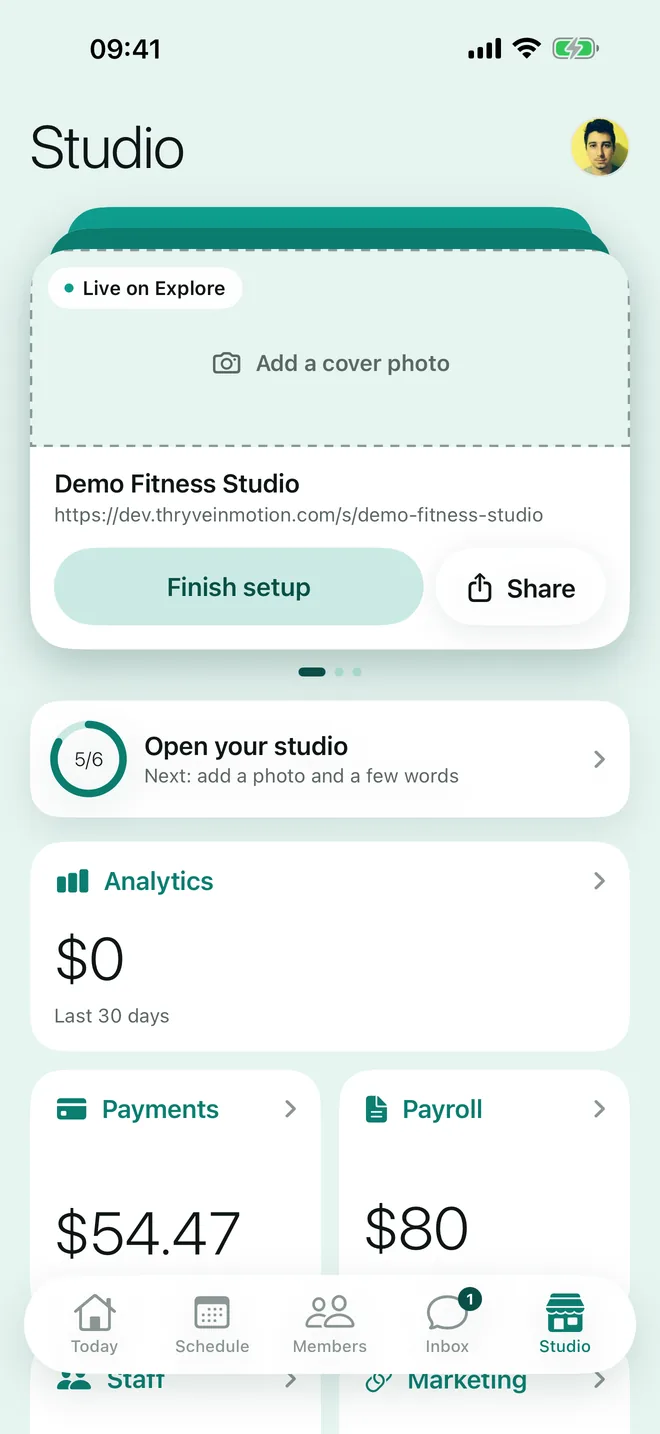 09:41
Studio
Live on Explore
Add a cover photo
Demo Fitness Studio
https://dev.thryveinmotion.com/s/demo-fitness-studio
Finish setup
Share
5/6
Open your studio
Next: add a photo and a few words
Analytics
$0
Last 30 days
Payments
Payroll
$54.47
$80
1
Today
Schedule
Members
Inbox
Studio
Staff
Marketing